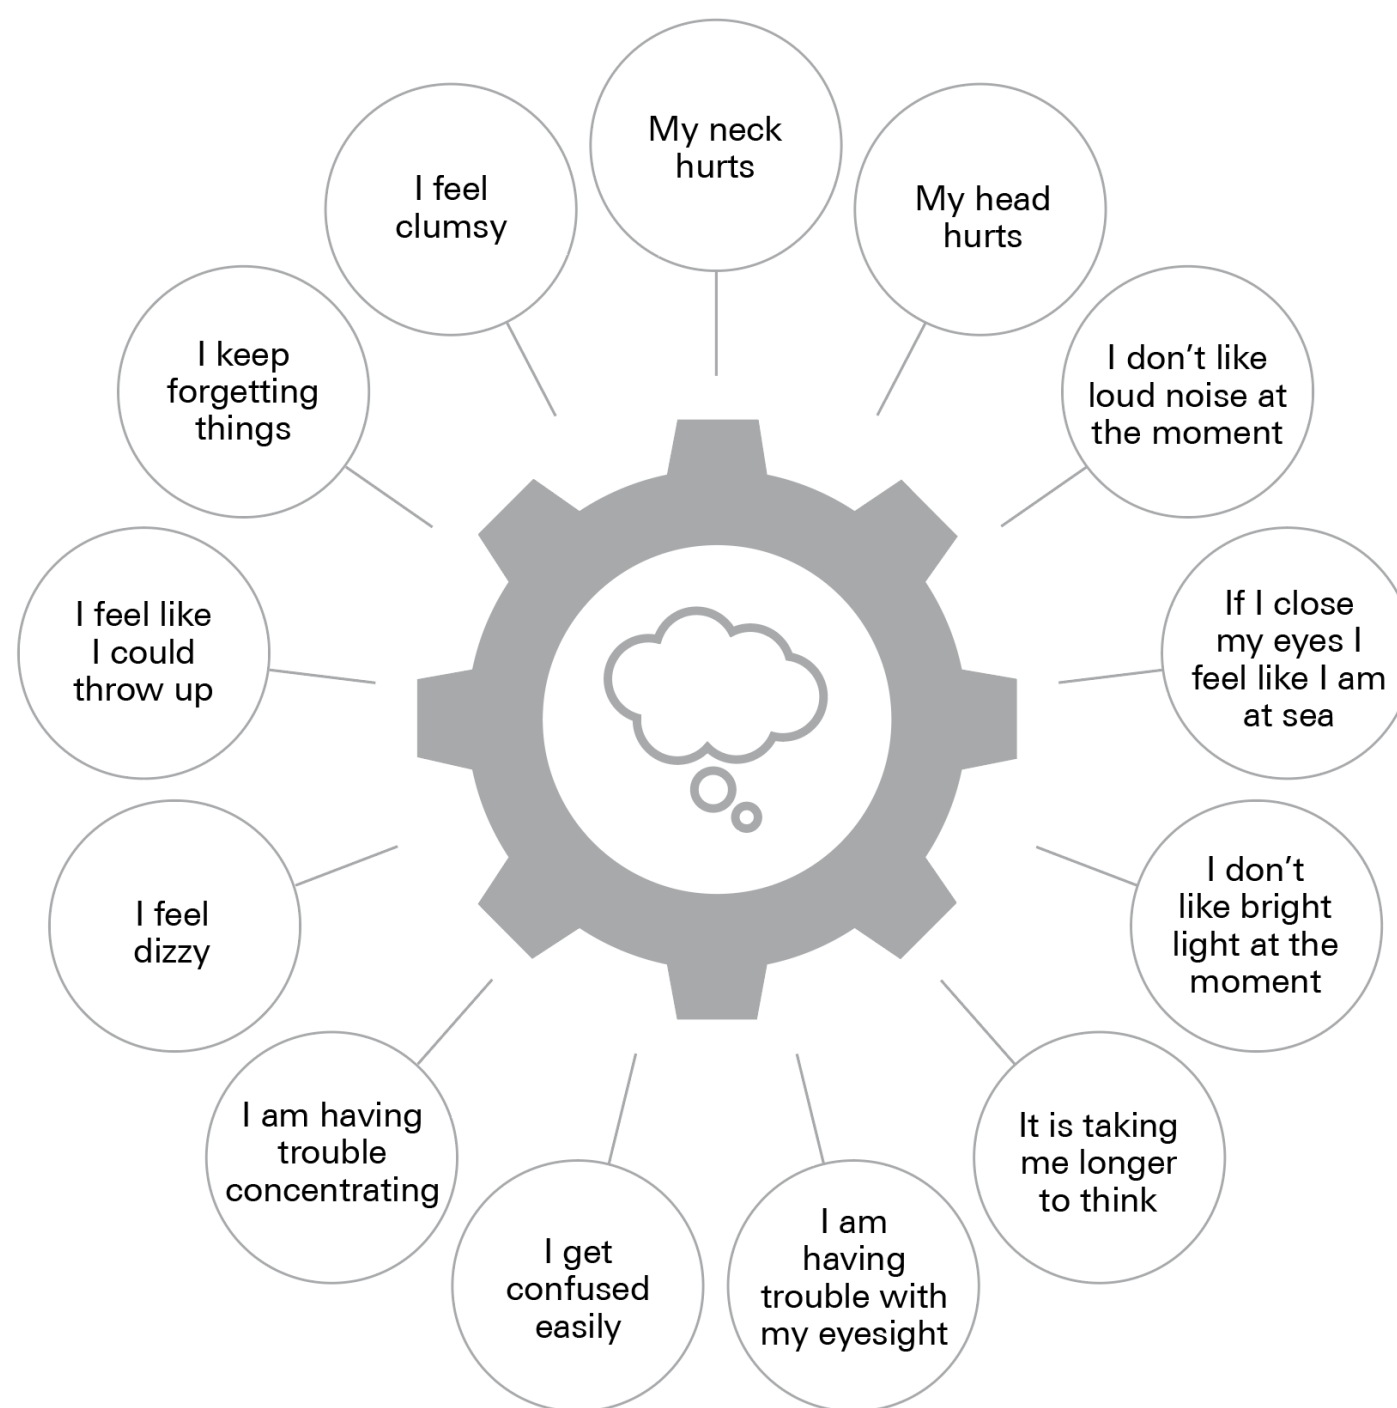 My neck
hurts
My head
hurts
I don’t like
loud noise at
the moment
If I close
my eyes I
feel like I am
at sea
I don’t
like bright
light at the
moment
It is taking
me longer
to think
I am
having
trouble with
my eyesight
I get
confused
easily
I am having
trouble
concentrating
I feel
dizzy
I feel like
I could
throw up
I keep
forgetting
things
I feel
clumsy